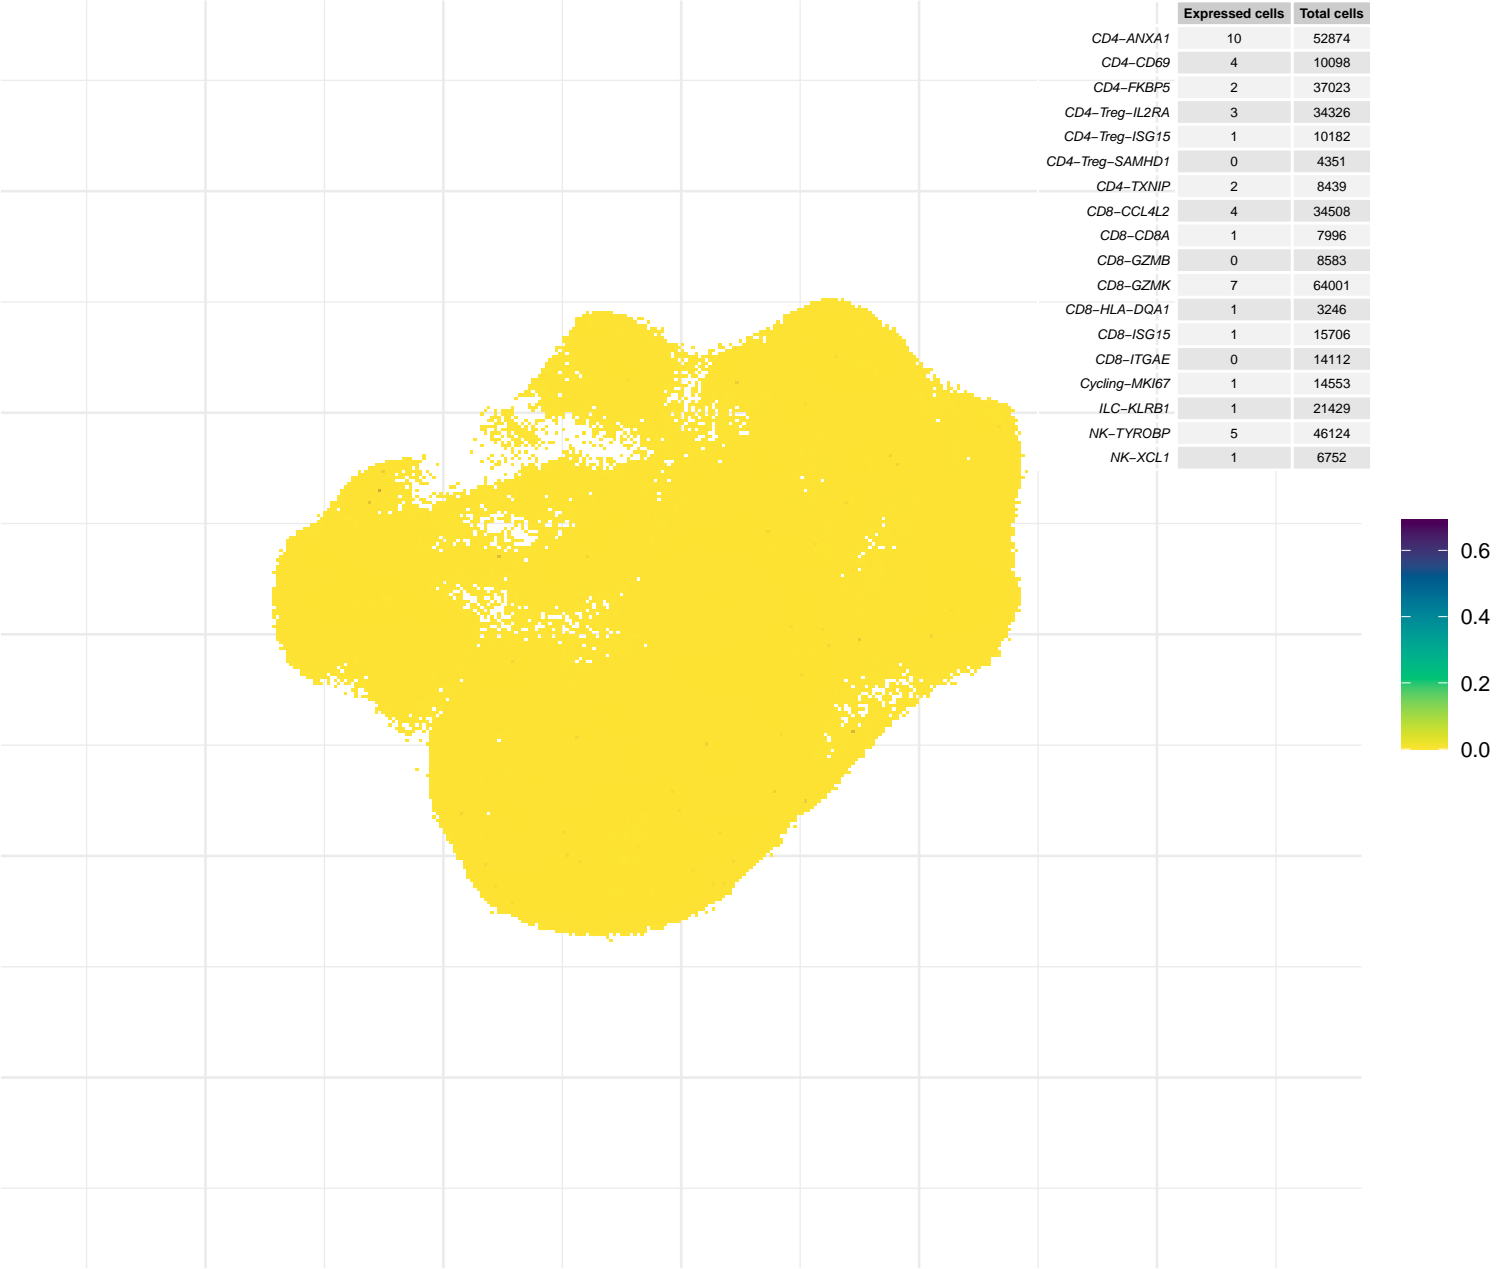 Expressed cells Total cells
CD4−ANXA1 10 52874
CD4−CD69 4 10098
CD4−FKBP5 2 37023
CD4−Treg−IL2RA 3 34326
CD4−Treg−ISG15 1 10182
CD4−Treg−SAMHD1 0 4351
CD4−TXNIP 2 8439
CD8−CCL4L2 4 34508
CD8−CD8A 1 7996
CD8−GZMB 0 8583
CD8−GZMK 7 64001
CD8−HLA−DQA1 1 3246
CD8−ISG15 1 15706
CD8−ITGAE 0 14112
Cycling−MKI67 1 14553
ILC−KLRB1 1 21429
NK−TYROBP 5 46124
NK−XCL1 1 6752
0.6
0.4
0.2
0.0